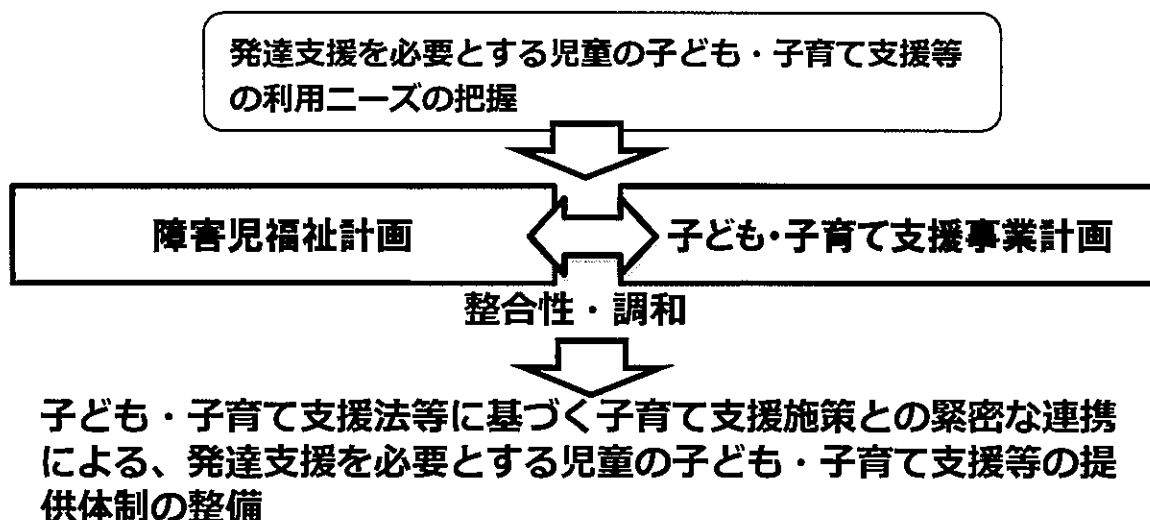 発達支援を必要とする児童の子ども・子育て支援等
の利用ニーズの把握
障害児福祉計画
子ども・子育て支援事業計画
整合性・調和
子ども・子育て支援法等に基づく子育て支援施策との緊密な連携
による、発達支援を必要とする児童の子ども・子育て支援等の提
供体制の整備